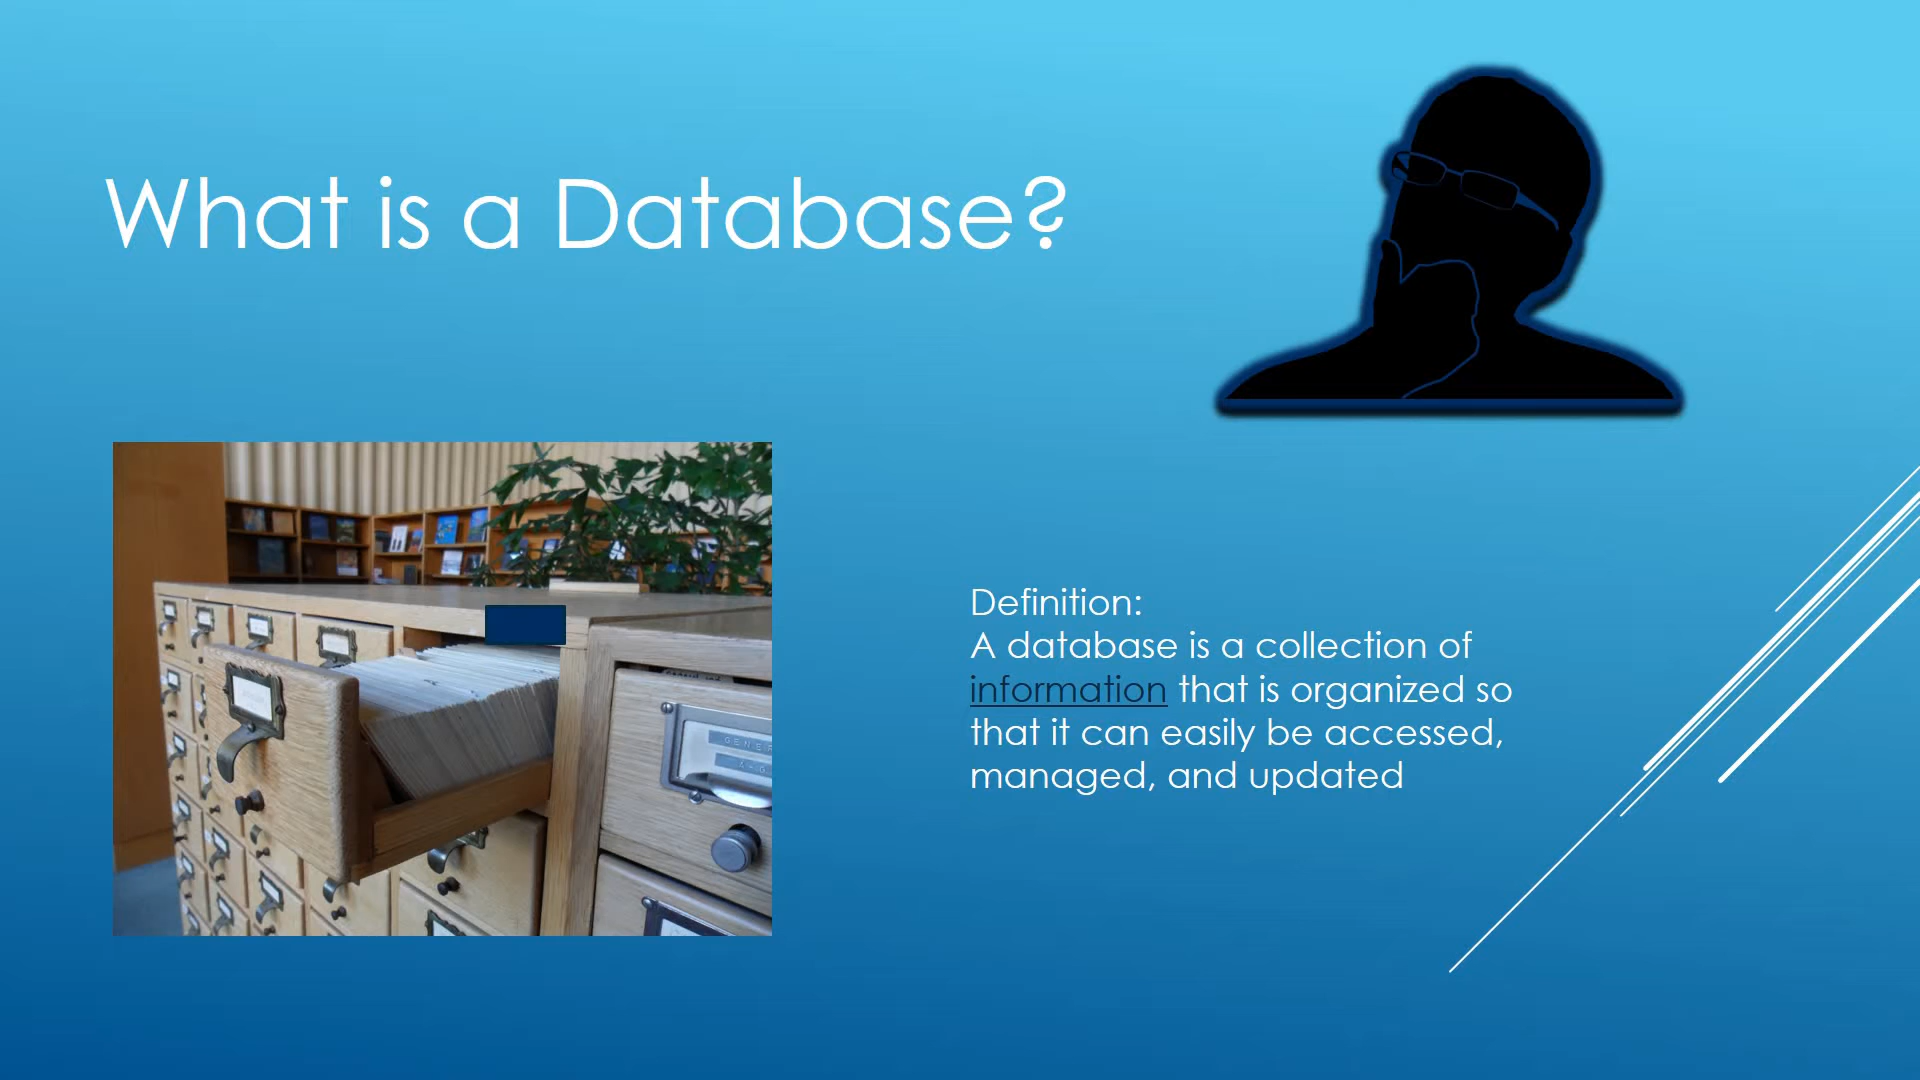 What is a Database?
Definition:
A database is a collection of
information that is organized so
that it can easily be accessed,
managed, and updated
GENER
A-G